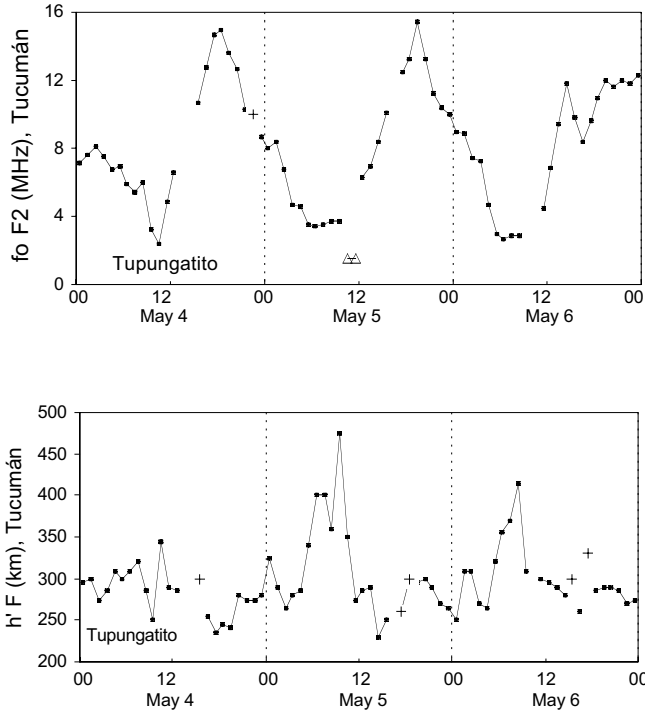 16
12
8
4
0
fo F2 (MHz), Tucumán
Tupungatito
00 12 00 12 00 12 00
May 4 May 5 May 6
500
450
400
350
300
250
200
h' F (km), Tucumán
Tupungatito
00 12 00 12 00 12 00
May 4 May 5 May 6